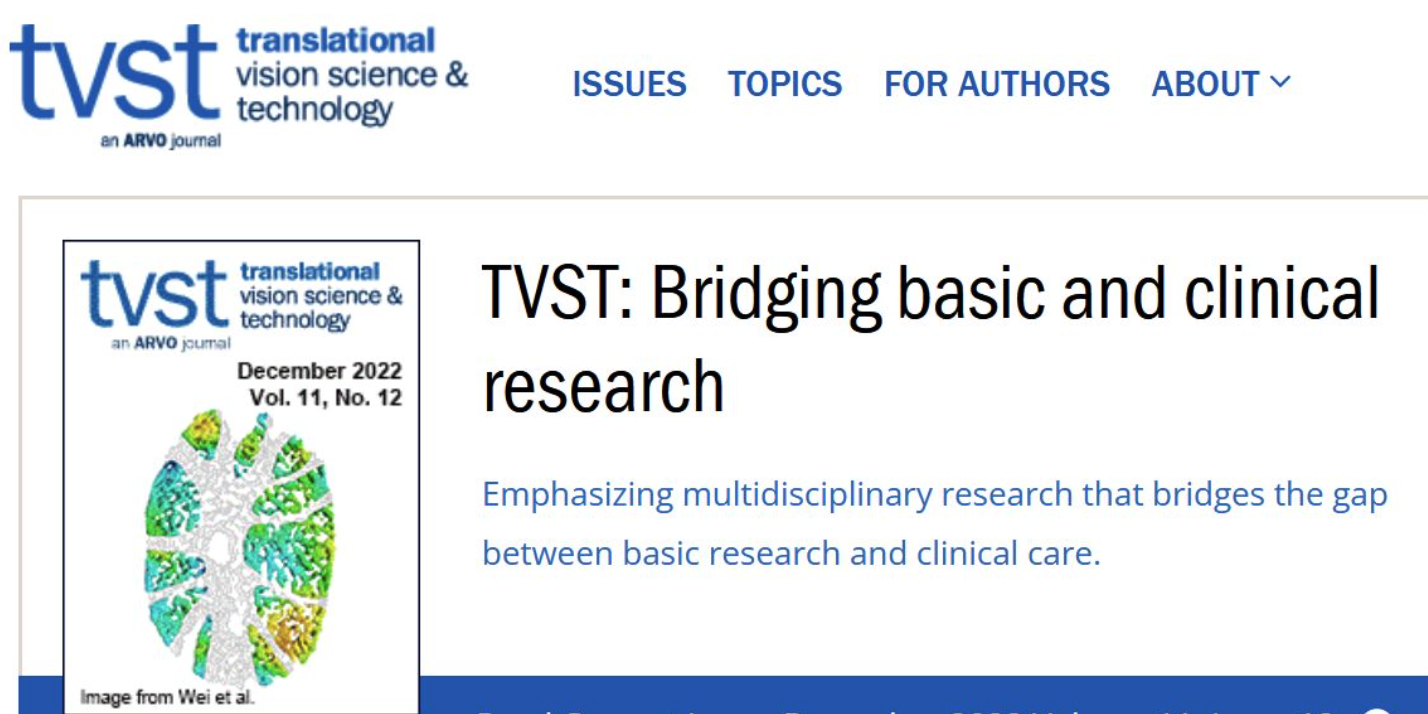 tvst translational
vision science &
technology
an ARVO journal
ISSUES TOPICS FOR AUTHORS ABOUT
tvst translational
vision science &
technology
an ARVO journal
December 2022
Vol. 11, No. 12
Image from Wei et al.
TVST: Bridging basic and clinical
research
Emphasizing multidisciplinary research that bridges the gap
between basic research and clinical care.